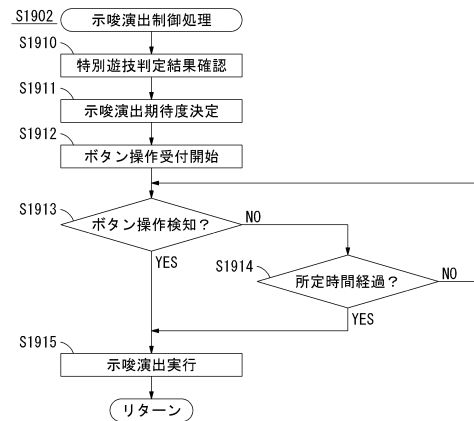 S1902
示唆演出制御処理
S1910
特別遊技判定結果確認
S1911
示唆演出期待度決定
S1912
ボタン操作受付開始
S1913
ボタン操作検知？
NO
YES
S1914
所定時間経過？
NO
YES
S1915
示唆演出実行
リターン